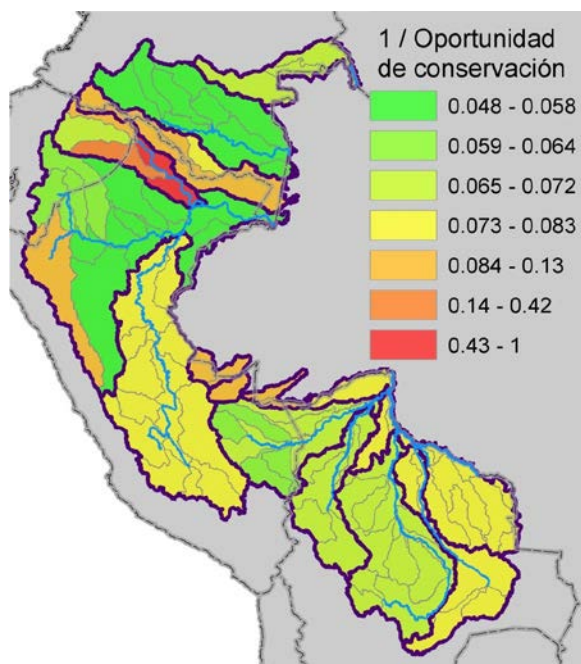 1 / Oportunidad
de conservación
0.048 - 0.058
0.059 - 0.064
0.065 - 0.072
0.073 - 0.083
0.084 - 0.13
0.14 - 0.42
0.43 - 1